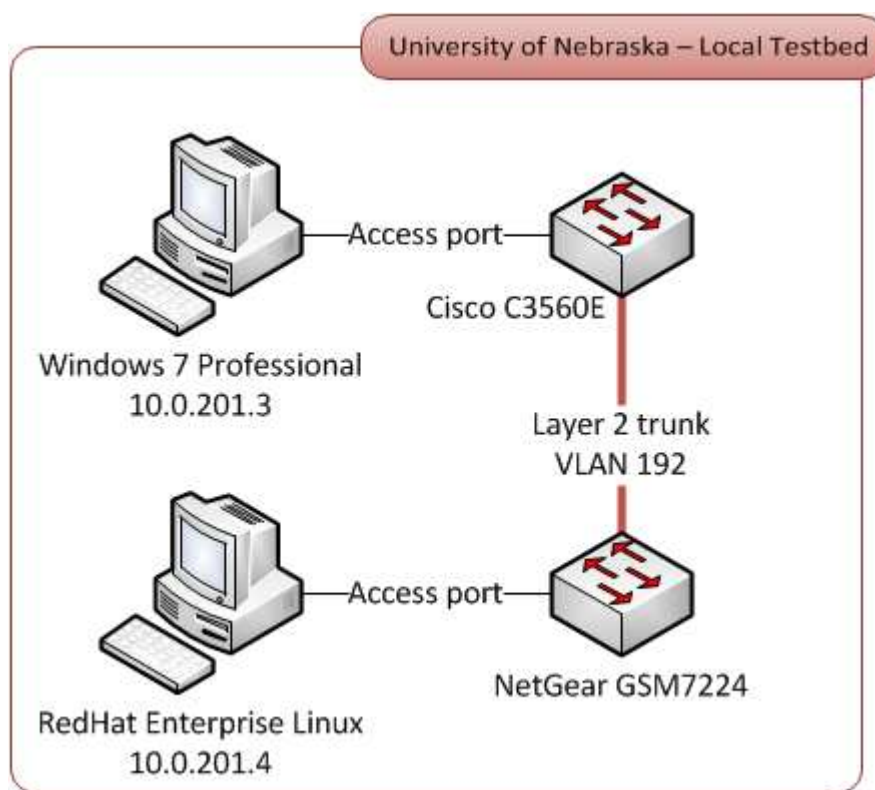 University of Nebraska – Local Testbed
Access port
Cisco C3560E
Windows 7 Professional
10.0.201.3
Layer 2 trunk
VLAN 192
Access port
NetGear GSM7224
RedHat Enterprise Linux
10.0.201.4